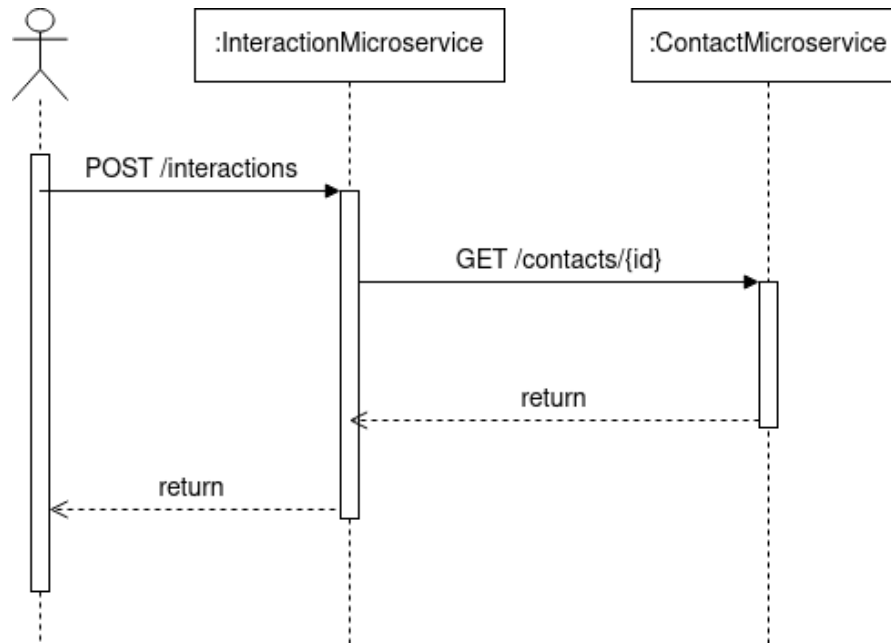 :InteractionMicroservice
:ContactMicroservice
POST /interactions
GET /contacts/{id}
return
return